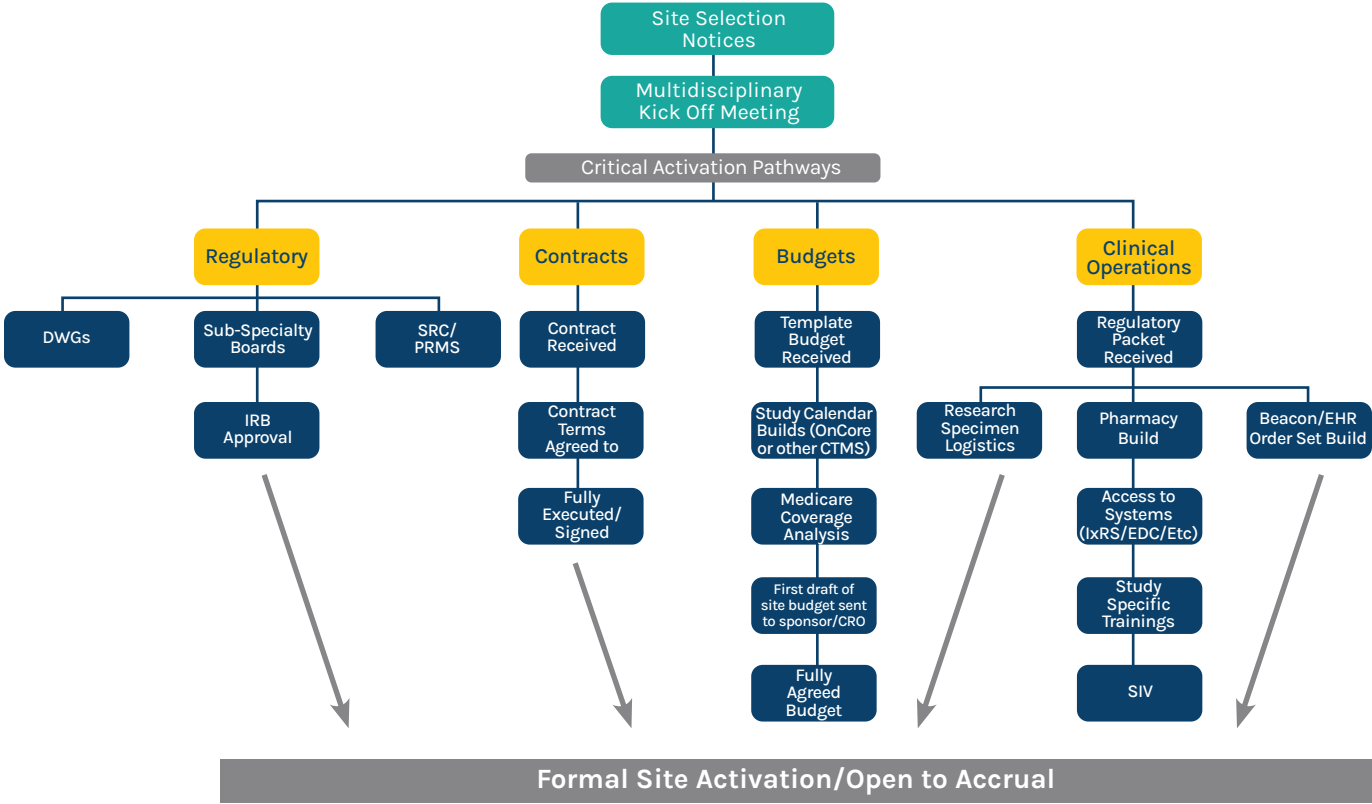 Site Selection
Notices
Multidisciplinary
Kick Off Meeting
Critical Activation Pathways
Regulatory
Contracts
Budgets
Clinical
Operations
DWGs
Sub-Specialty
Boards
SRC/
PRMS
IRB
Approval
Contract
Received
Contract
Terms
Agreed to
Fully
Executed/
Signed
Template
Budget
Received
Study Calendar
Builds (OnCore
or other CTMS)
Medicare
Coverage
Analysis
First draft of
site budget sent
to sponsor/CRO
Fully
Agreed
Budget
Regulatory
Packet
Received
Research
Specimen
Logistics
Pharmacy
Build
Beacon/EHR
Order Set Build
Access to
Systems
(IxRS/EDC/Etc)
Study
Specific
Trainings
SIV
Formal Site Activation/Open to Accrual